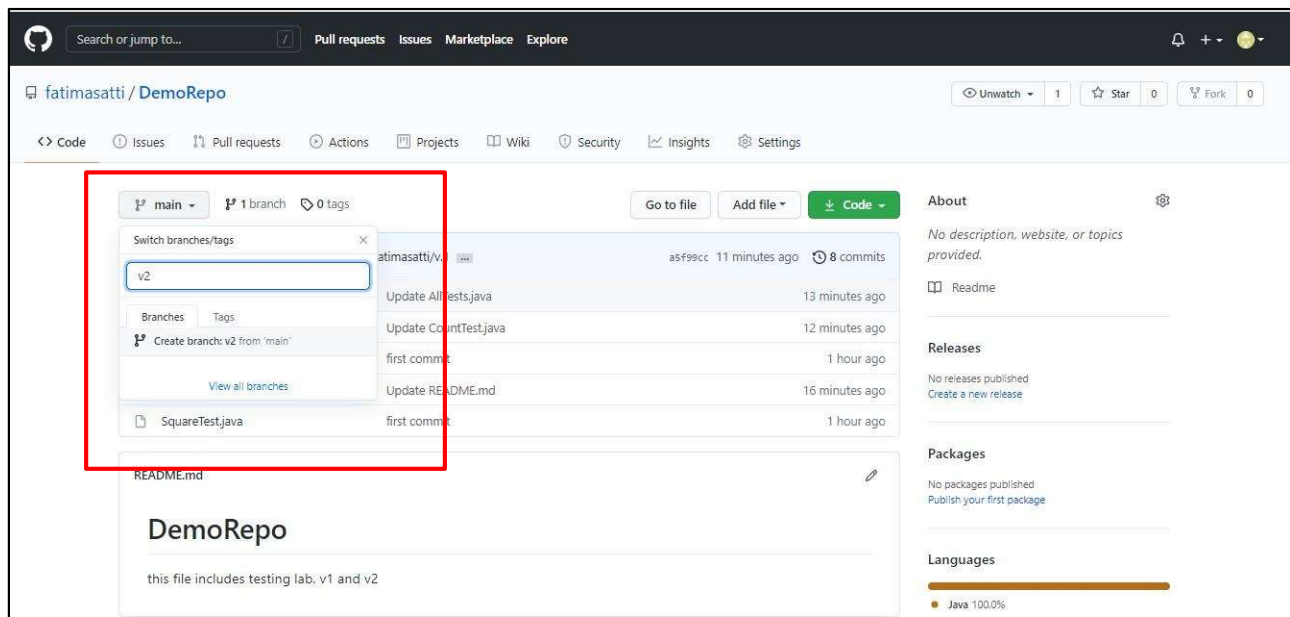 Search or jump to... / Pull requests Issues Marketplace Explore
fatimasatti / DemoRepo Unwatch 1 Star 0 Fork 0
Code Issues Pull requests Actions Projects Wiki Security Insights Settings
main 1 branch 0 tags Go to file Add file Code
Switch branches/tags
v2
Branches Tags
Create branch: v2 from 'main'
View all branches
atimasatti/v. ... a5f99cc 11 minutes ago 8 commits
Update AllTests.java 13 minutes ago
Update CountTest.java 12 minutes ago
first commit 1 hour ago
Update README.md 16 minutes ago
SquareTest.java first commit 1 hour ago
README.md
DemoRepo
this file includes testing lab. v1 and v2
About
No description, website, or topics
provided.
Readme
Releases
No releases published
Create a new release
Packages
No packages published
Publish your first package
Languages
Java 100.0%